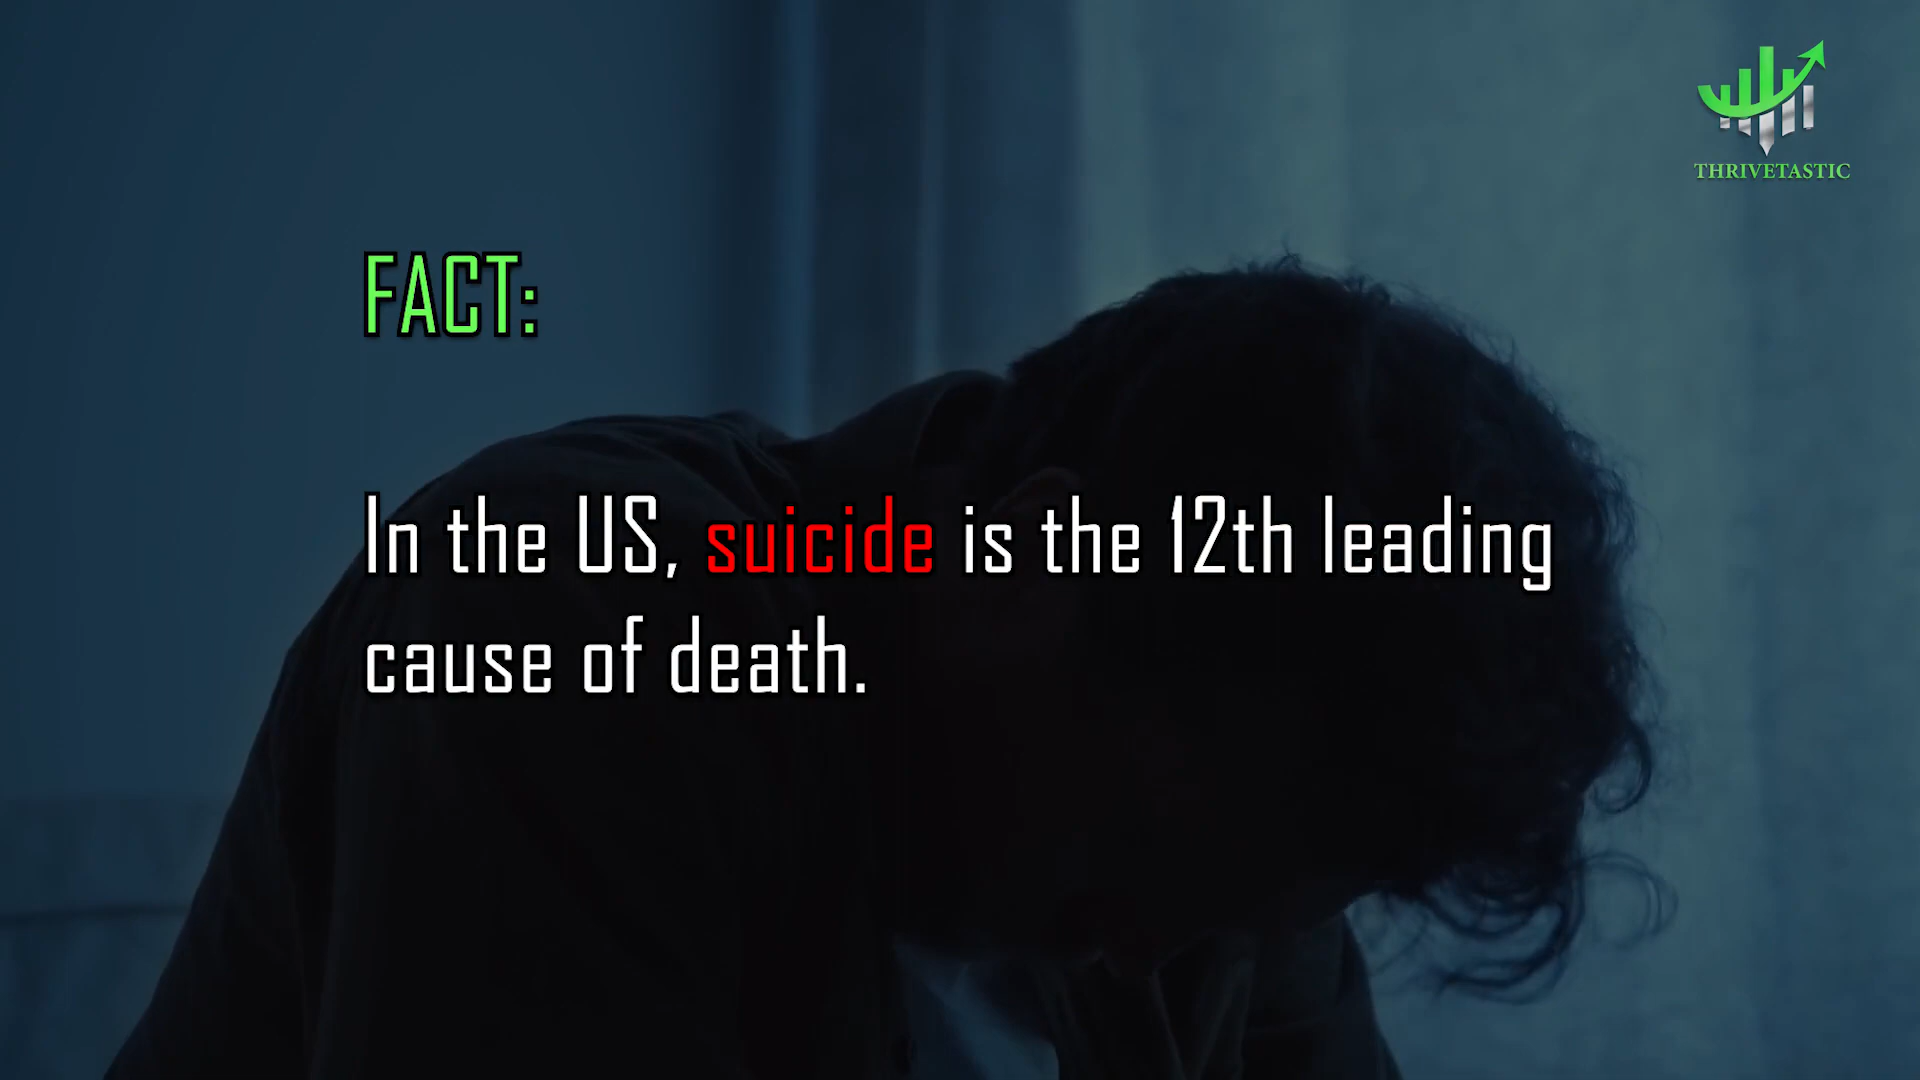 THRIVETASTIC
FACT:
In the US, suicide is the 12th leading
cause of death.